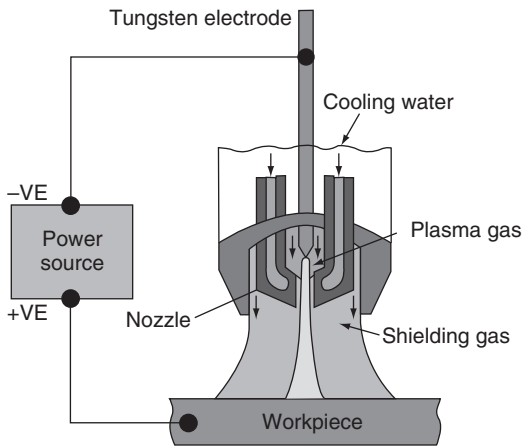 Tungsten electrode
Cooling water
–VE
Power
source
Plasma gas
+VE
Nozzle
Shielding gas
Workpiece